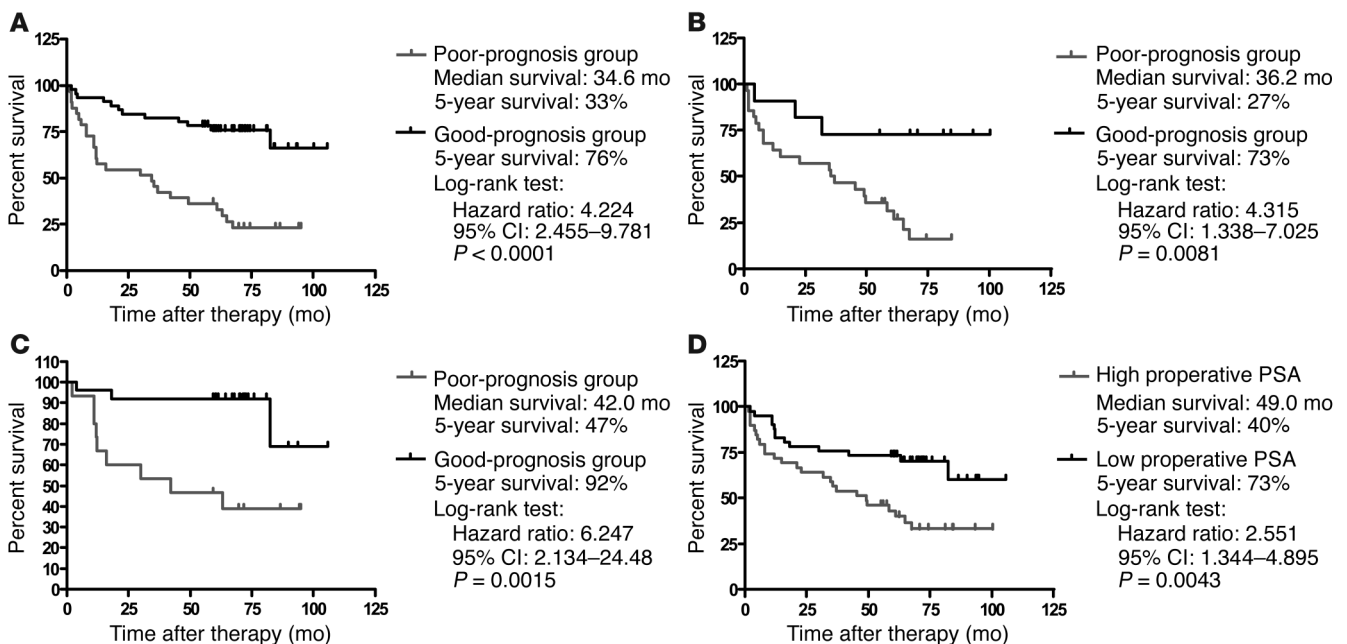 A
125
100
75
50
25
0
Percent survival
0 25 50 75 100 125
Time after therapy (mo)
Poor-prognosis group
Median survival: 34.6 mo
5-year survival: 33%
Good-prognosis group
5-year survival: 76%
Log-rank test:
Hazard ratio: 4.224
95% CI: 2.455–9.781
P < 0.0001
B
125
100
75
50
25
0
Percent survival
0 25 50 75 100 125
Time after therapy (mo)
Poor-prognosis group
Median survival: 36.2 mo
5-year survival: 27%
Good-prognosis group
5-year survival: 73%
Log-rank test:
Hazard ratio: 4.315
95% CI: 1.338–7.025
P = 0.0081
C
110
100
90
80
70
60
50
40
30
20
10
0
Percent survival
0 25 50 75 100 125
Time after therapy (mo)
Poor-prognosis group
Median survival: 42.0 mo
5-year survival: 47%
Good-prognosis group
5-year survival: 92%
Log-rank test:
Hazard ratio: 6.247
95% CI: 2.134–24.48
P = 0.0015
D
125
100
75
50
25
0
Percent survival
0 25 50 75 100 125
Time after therapy (mo)
High properative PSA
Median survival: 49.0 mo
5-year survival: 40%
Low properative PSA
5-year survival: 73%
Log-rank test:
Hazard ratio: 2.551
95% CI: 1.344–4.895
P = 0.0043